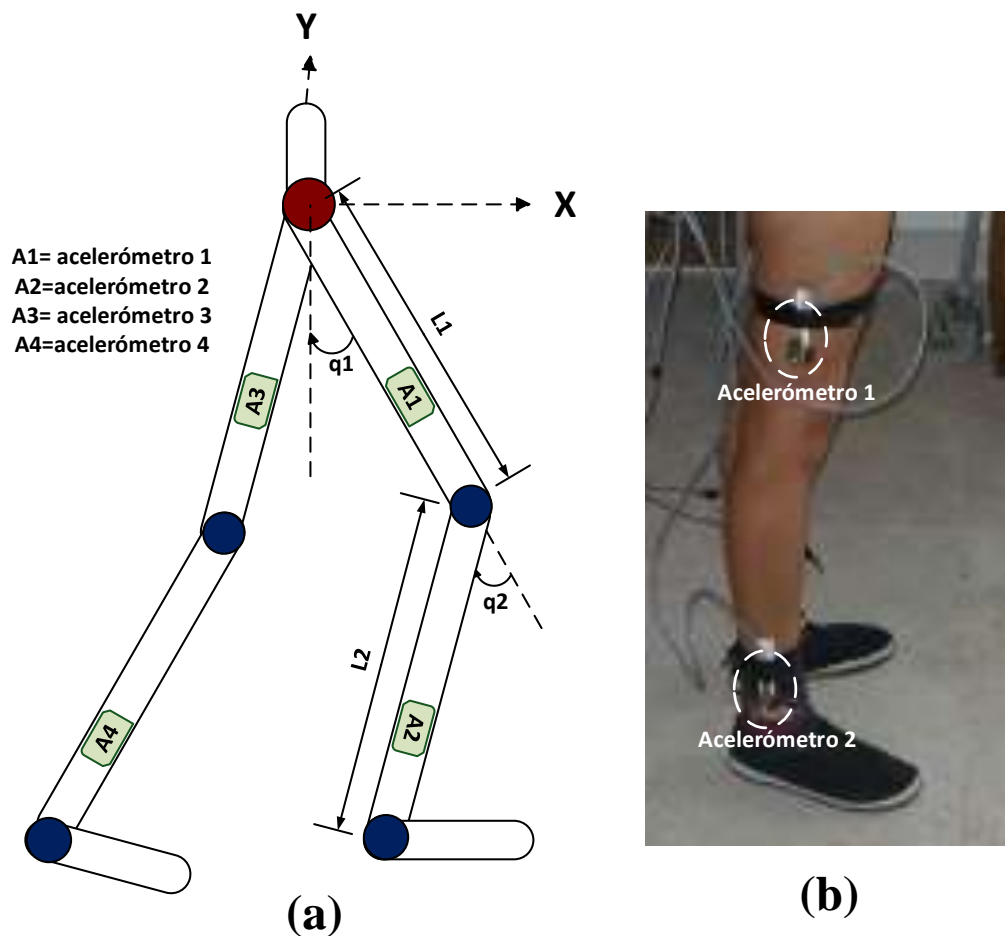 Y
X
A1= acelerómetro 1
A2=acelerómetro 2
A3= acelerómetro 3
A4=acelerómetro 4
L1
q1
A3
A1
Acelerómetro 1
q2
L2
A4
A2
Acelerómetro 2
(a)
(b)